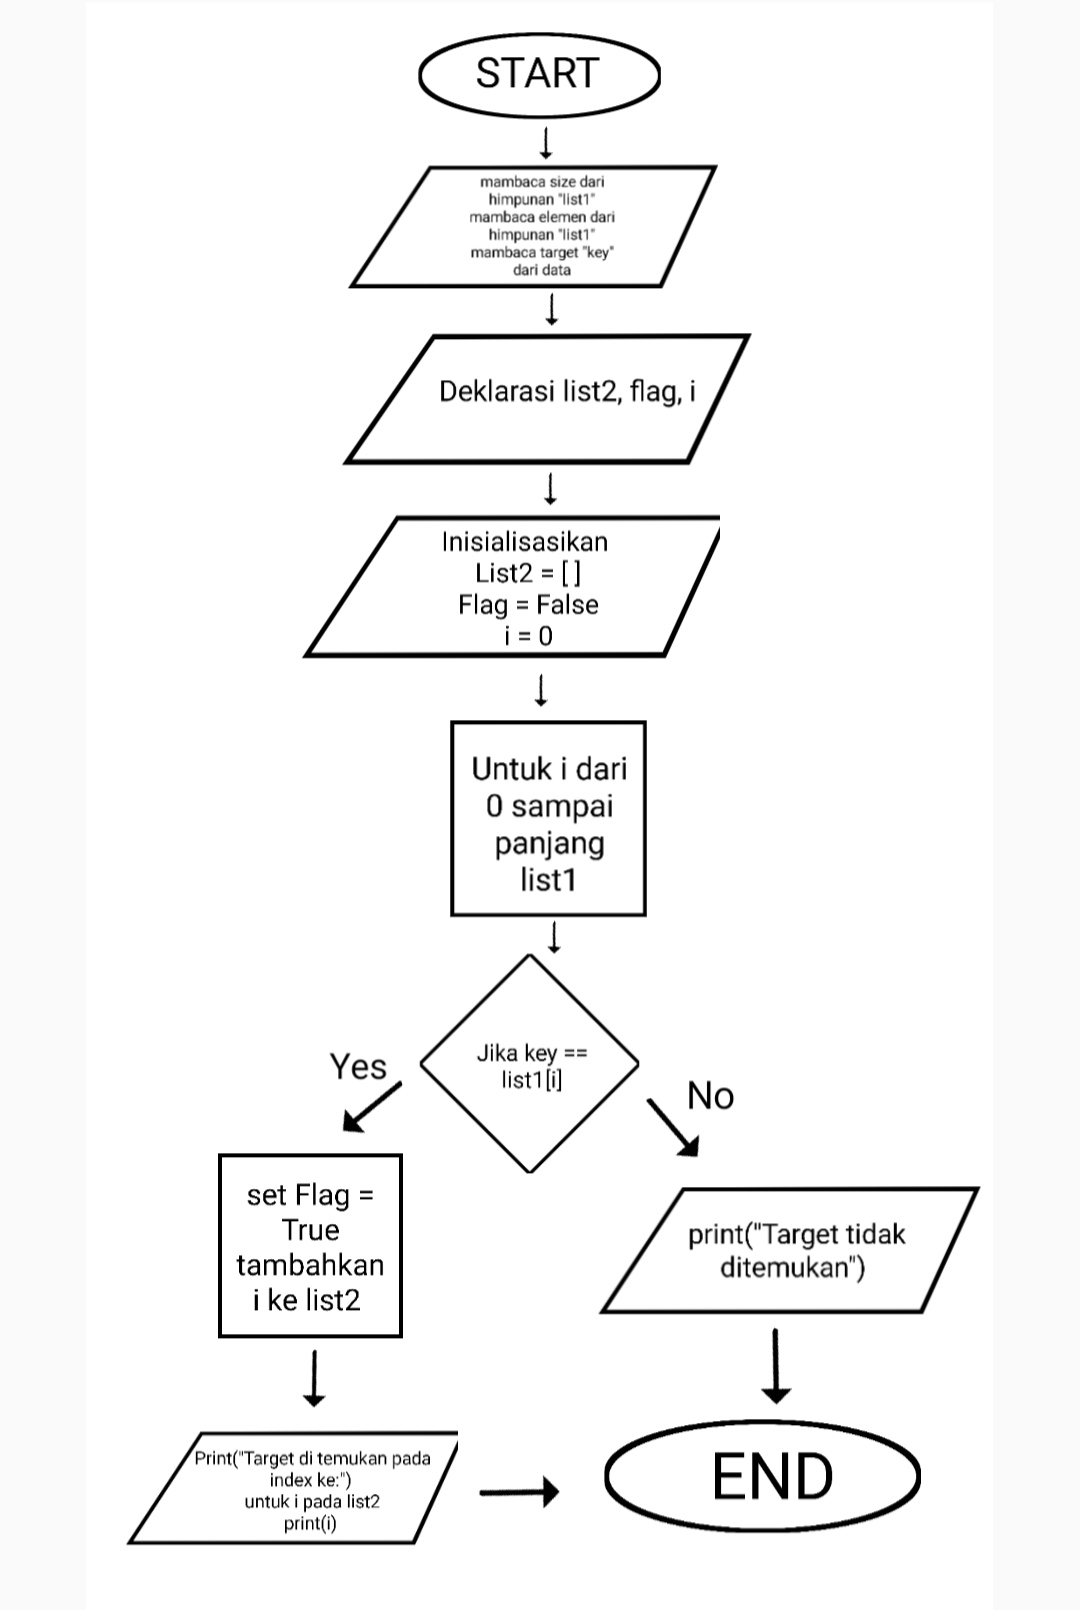 START
mambaca size dari
himpunan "list1"
mambaca elemen dari
himpunan "list1"
mambaca target "key"
dari data
Deklarasi list2, flag, i
Inisialisasikan
List2 = [ ]
Flag = False
i = 0
Untuk i dari
0 sampai
panjang
list1
Jika key ==
list1[i]
Yes
No
set Flag =
True
tambahkan
i ke list2
print("Target tidak
ditemukan")
Print("Target di temukan pada
index ke:")
untuk i pada list2
print(i)
END